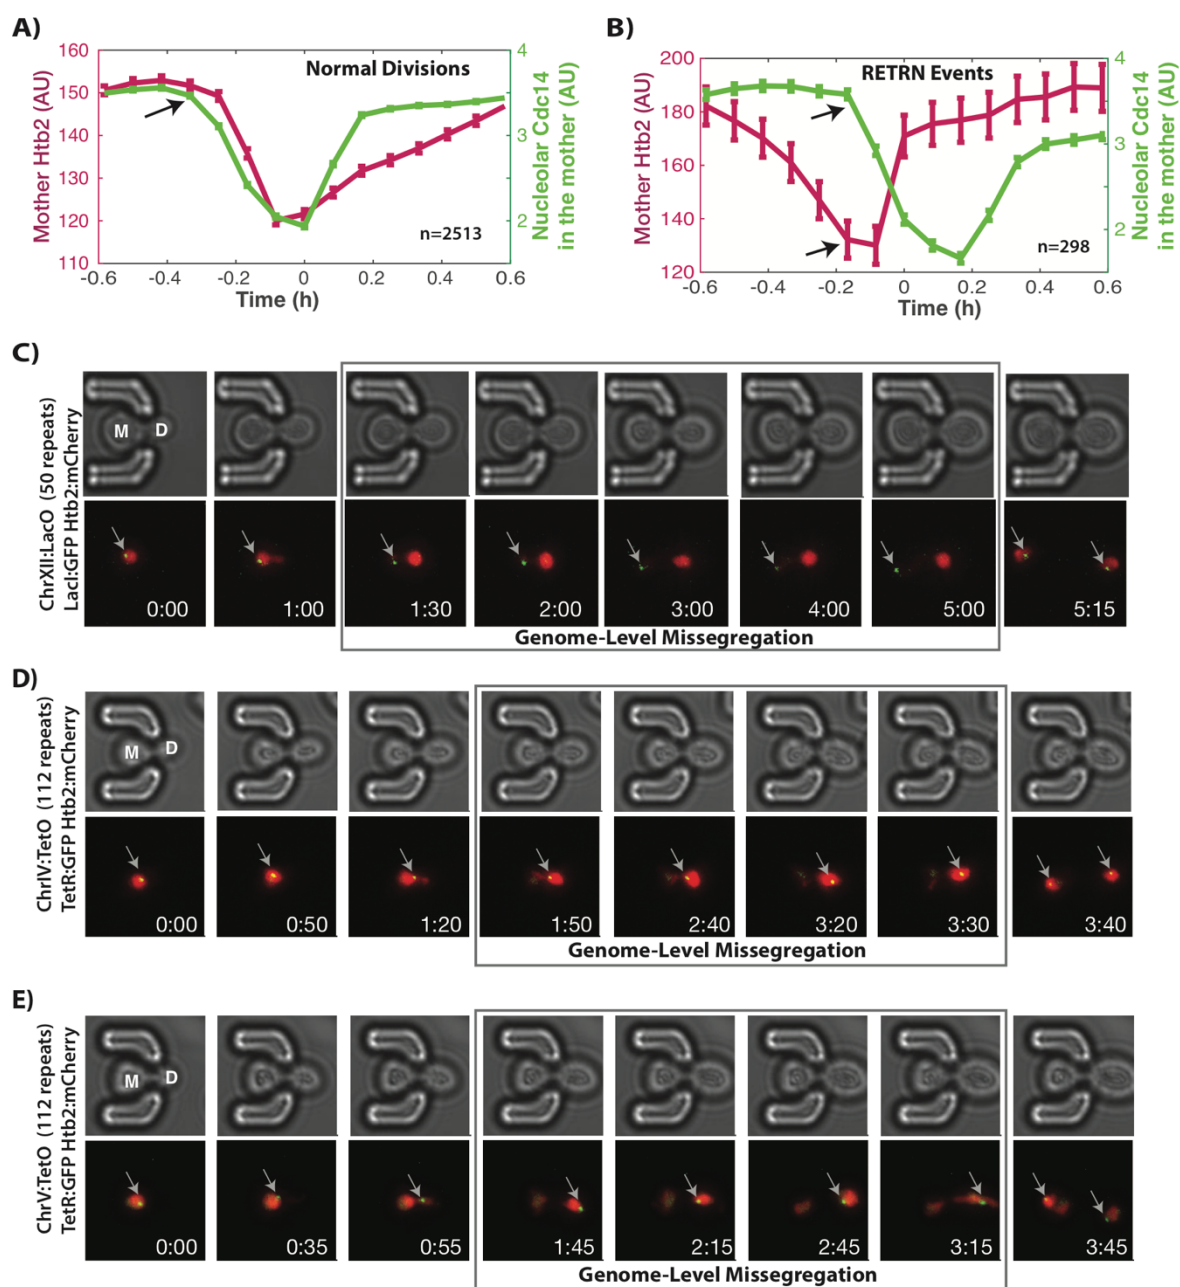 A)
Normal Divisions
Mother Htb2 (AU)
160
150
140
130
120
110
4
3
2
Nucleolar Cdc14
in the mother (AU)
n=2513
-0.6
-0.4
-0.2
0
0.2
0.4
0.6
Time (h)
B)
RETRN Events
Mother Htb2 (AU)
200
180
160
140
120
4
3
2
Nucleolar Cdc14
in the mother (AU)
n=298
-0.6
-0.4
-0.2
0
0.2
0.4
0.6
Time (h)
C)
ChrXII:LacO (50 repeats)
LacI:GFP Htb2:mCherry
M D
0:00 1:00 1:30 2:00 3:00 4:00 5:00 5:15
Genome-Level Missegregation
D)
ChrIV:TetO (112 repeats)
TetR:GFP Htb2:mCherry
M D
0:00 0:50 1:20 1:50 2:40 3:20 3:30 3:40
Genome-Level Missegregation
E)
ChrV:TetO (112 repeats)
TetR:GFP Htb2:mCherry
M D
0:00 0:35 0:55 1:45 2:15 2:45 3:15 3:45
Genome-Level Missegregation